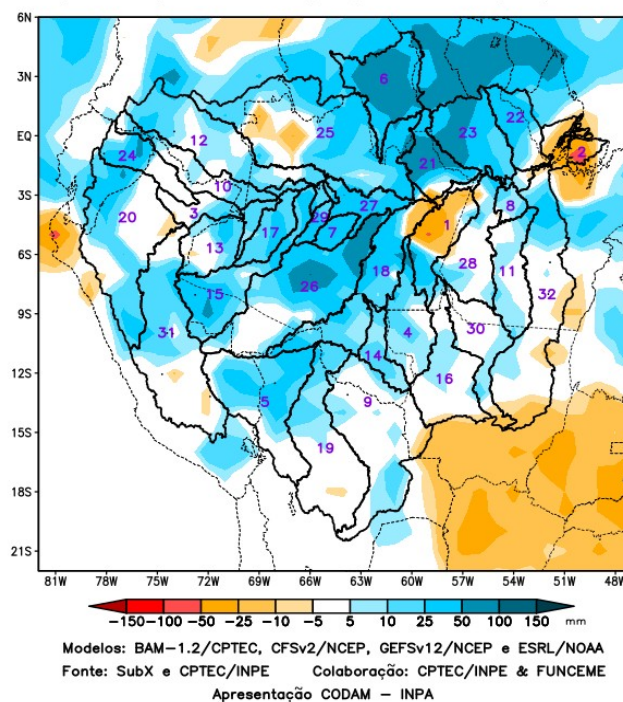 6N
3N
EQ
3S
6S
9S
12S
15S
18S
21S
6
12
25
23
22
24
21
2
10
20
3
8
29
27
13
17
7
1
28
11
18
26
15
32
31
4
30
14
16
5
9
19
81W 78W 75W 72W 69W 66W 63W 60W 57W 54W 51W 48W
-150 -100 -50 -25 -10 -5 5 10 25 50 100 150 mm
Modelos: BAM-1.2/CPTEC, CFSv2/NCEP, GEFSv12/NCEP e ESRL/NOAA
Fonte: SubX e CPTEC/INPE Colaboração: CPTEC/INPE & FUNCEME
Apresentação CODAM - INPA